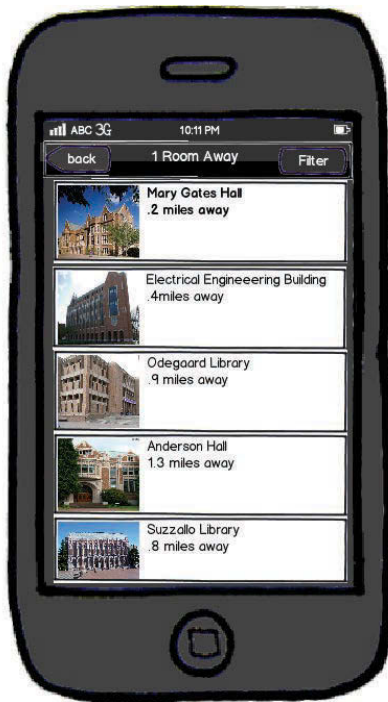 ABC 3G 10:11 PM
back 1 Room Away Filter
Mary Gates Hall
.2 miles away
Electrical Engineeering Building
.4miles away
Odegaard Library
.9 miles away
Anderson Hall
1.3 miles away
Suzzallo Library
.8 miles away